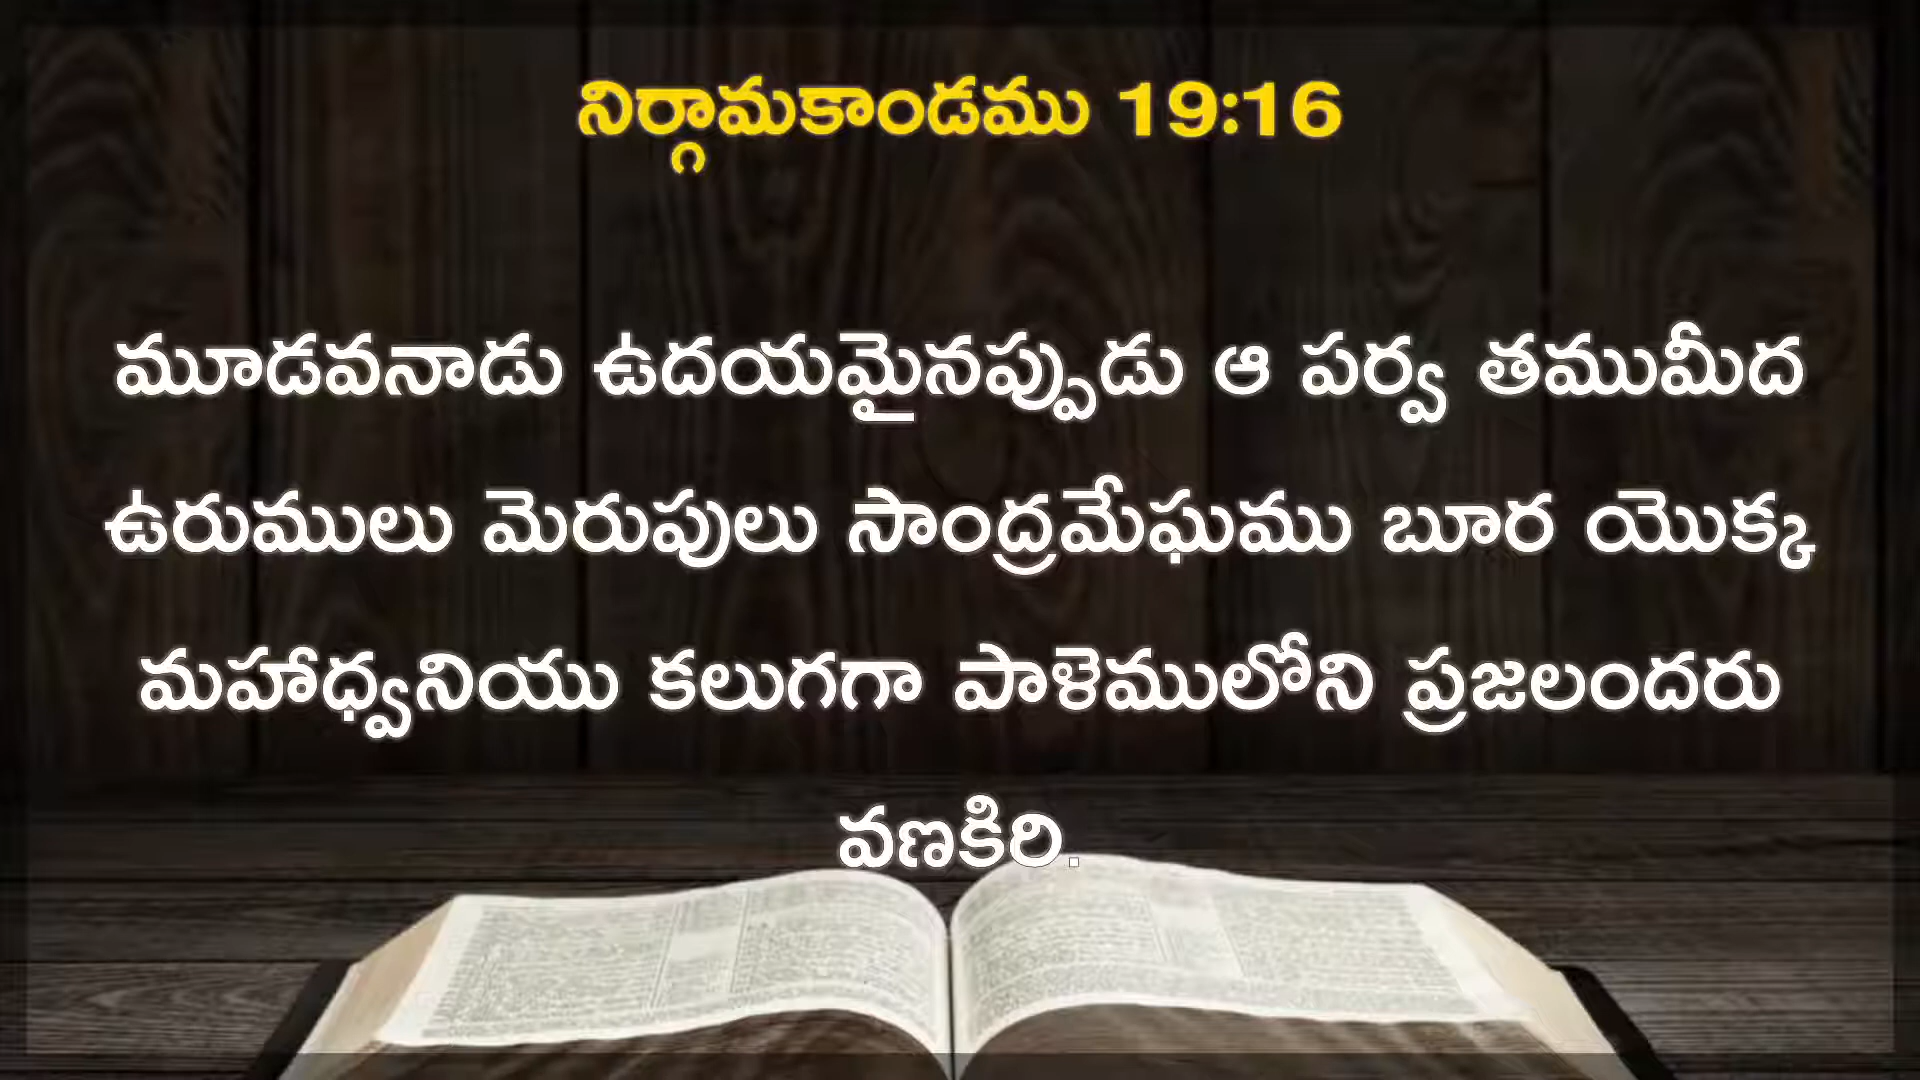 నిర్గామకాండము 19:16
మూడవనాడు ఉదయమైనప్పుడు ఆ పర్వ తముమీద
ఉరుములు మెరుపులు సాంద్రమేఘము బూర యొక్క
మహాధ్వనియు కలుగగా పాళెములోని ప్రజలందరు
వణకిరి.